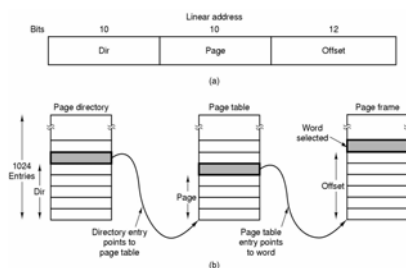 Linear address
Bits 10 10 12
Dir Page Offset
(a)
Page directory Page table Page frame
Word
selected
1024
Entries
Dir
Page
Offset
Directory entry
points to
page table
Page table
entry points
to word
(b)